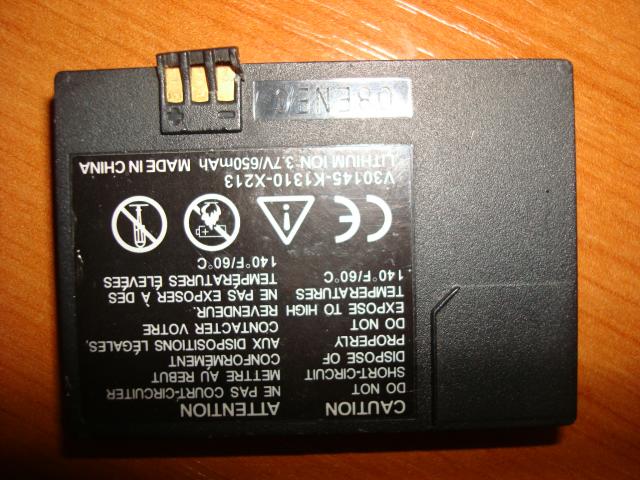 CAUTION
DO NOT
SHORT-CIRCUIT
DISPOSE OF
PROPERLY
DO NOT
EXPOSE TO HIGH
TEMPERATURES
140°F/60°C
ATTENTION
NE PAS COURT-CIRCUITER
METTRE AU REBUT
CONFORMÉMENT
AUX DISPOSITIONS LÉGALES,
CONTACTER VOTRE
REVENDEUR.
NE PAS EXPOSER À DES
TEMPÉRATURES ÉLEVÉES
140°F/60°C
CE
V30145-K1310-X213
LITHIUM ION 3.7V/650mAh MADE IN CHINA
- +